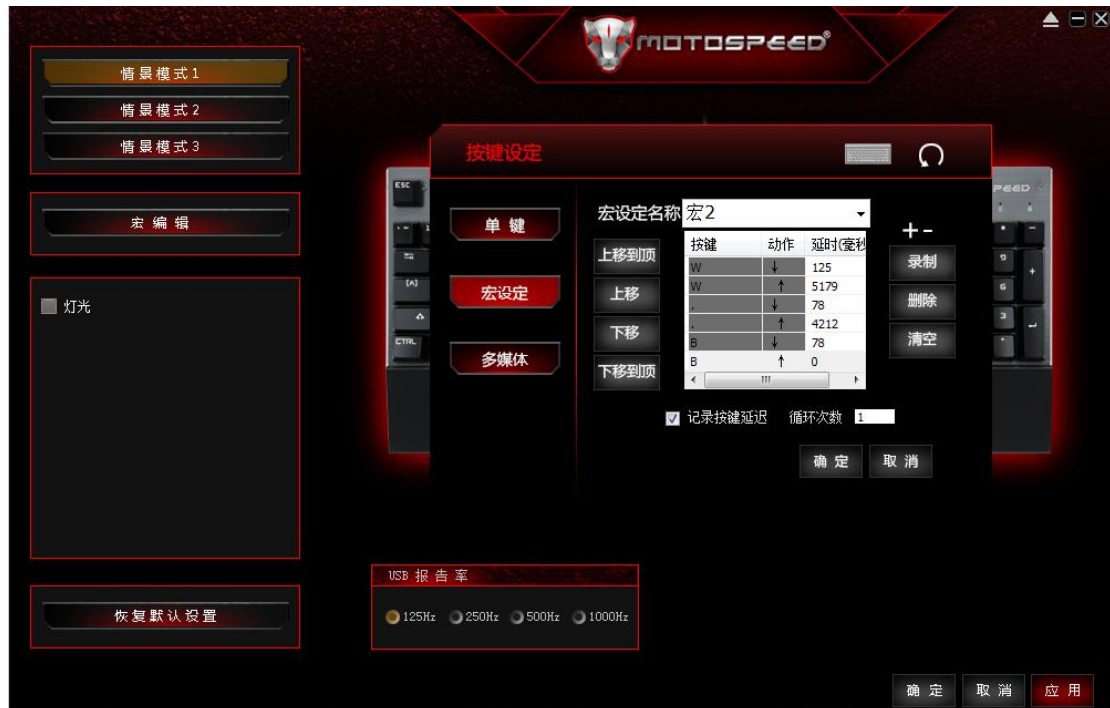 MOTOSPEED®
情景模式1
情景模式2
情景模式3
宏编辑
灯光
恢复默认设置
ESC
[A]
CTRL
PEED
9
6
3
按键设定
单键
宏设定
多媒体
宏设定名称 宏2
上移到顶
上移
下移
下移到顶
按键 动作 延时(毫秒
W ↓ 125
W ↑ 5179
. ↓ 78
. ↑ 4212
B ↓ 78
B ↑ 0
+ -
录制
删除
清空
记录按键延迟 循环次数 1
确定 取消
USB 报告率
125Hz 250Hz 500Hz 1000Hz
确定 取消 应用